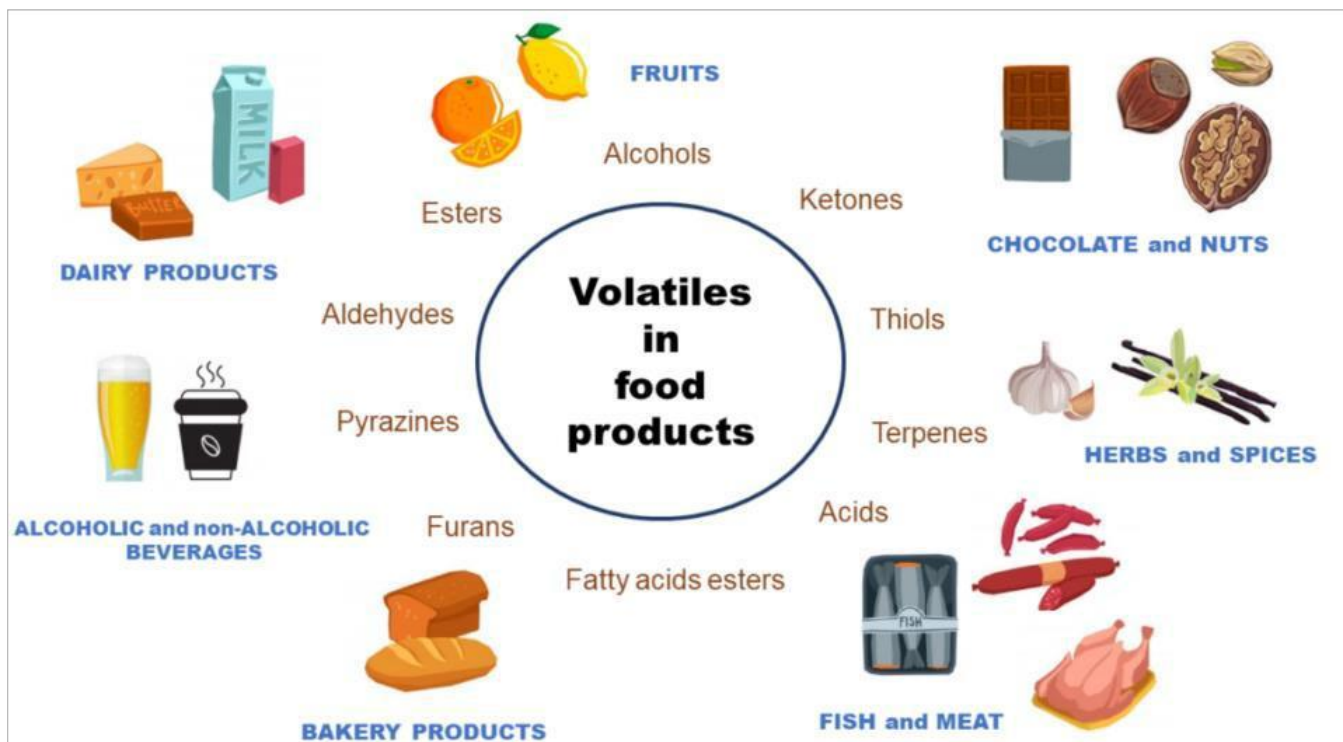 FRUITS
MILK
BUTTER
Alcohols
Ketones
Esters
CHOCOLATE and NUTS
DAIRY PRODUCTS
Volatiles
in
food
products
Aldehydes
Thiols
Pyrazines
Terpenes
HERBS and SPICES
ALCOHOLIC and non-ALCOHOLIC
BEVERAGES
Furans
Acids
Fatty acids esters
FISH
BAKERY PRODUCTS
FISH and MEAT